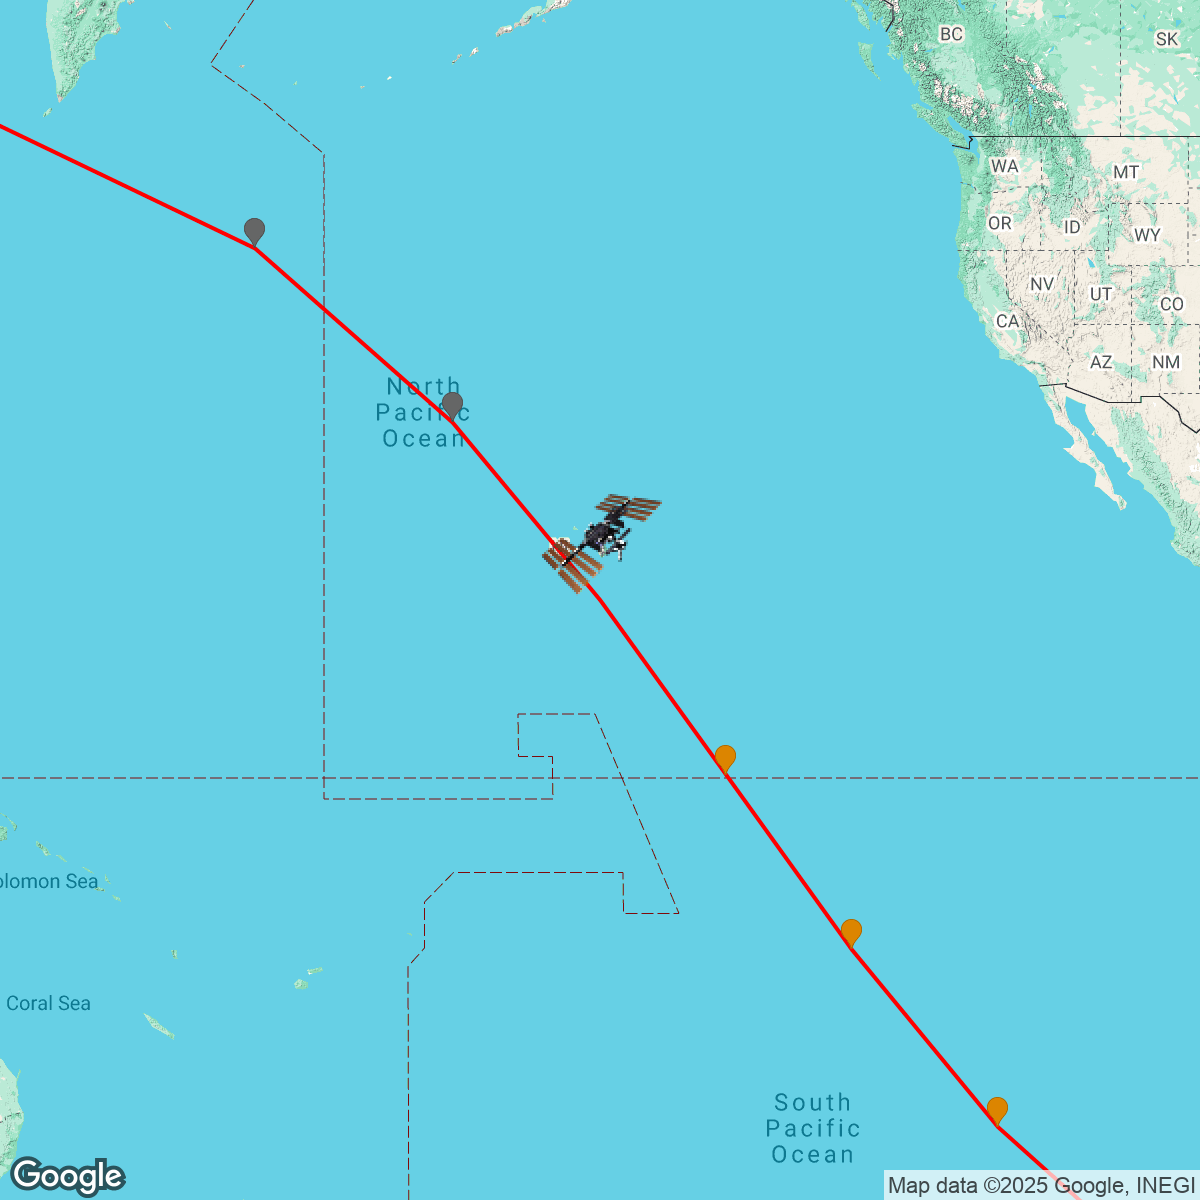 BC
SK
WA
MT
OR
ID
WY
NV
UT
CO
CA
AZ
NM
North
Pacific
Ocean
olomon Sea
Coral Sea
South
Pacific
Ocean
Google
Map data ©2025 Google, INEGI